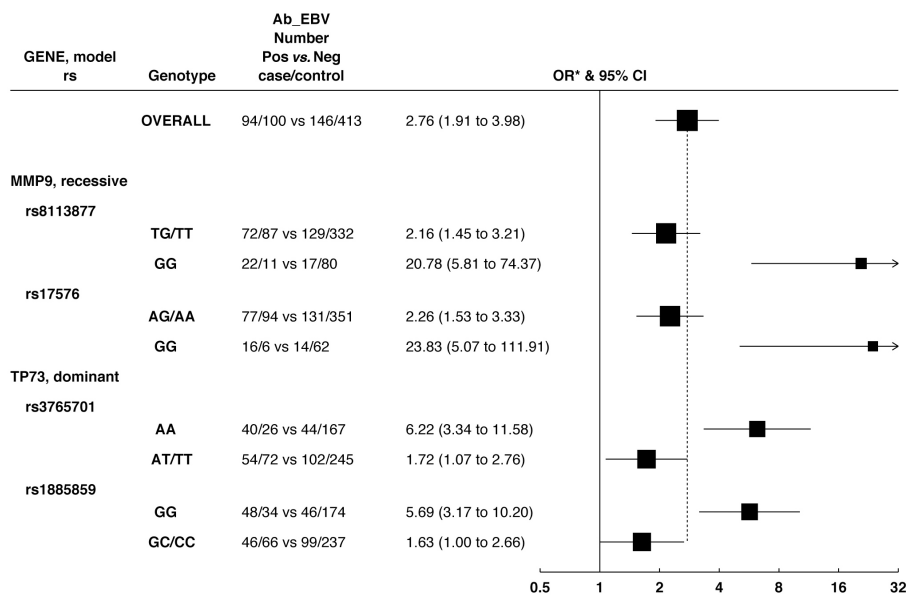 Ab_EBV
Number
GENE, model Pos vs. Neg
rs Genotype case/control OR* & 95% CI
OVERALL 94/100 vs 146/413 2.76 (1.91 to 3.98)
MMP9, recessive
rs8113877
TG/TT 72/87 vs 129/332 2.16 (1.45 to 3.21)
GG 22/11 vs 17/80 20.78 (5.81 to 74.37)
rs17576
AG/AA 77/94 vs 131/351 2.26 (1.53 to 3.33)
GG 16/6 vs 14/62 23.83 (5.07 to 111.91)
TP73, dominant
rs3765701
AA 40/26 vs 44/167 6.22 (3.34 to 11.58)
AT/TT 54/72 vs 102/245 1.72 (1.07 to 2.76)
rs1885859
GG 48/34 vs 46/174 5.69 (3.17 to 10.20)
GC/CC 46/66 vs 99/237 1.63 (1.00 to 2.66)
0.5 1 2 4 8 16 32